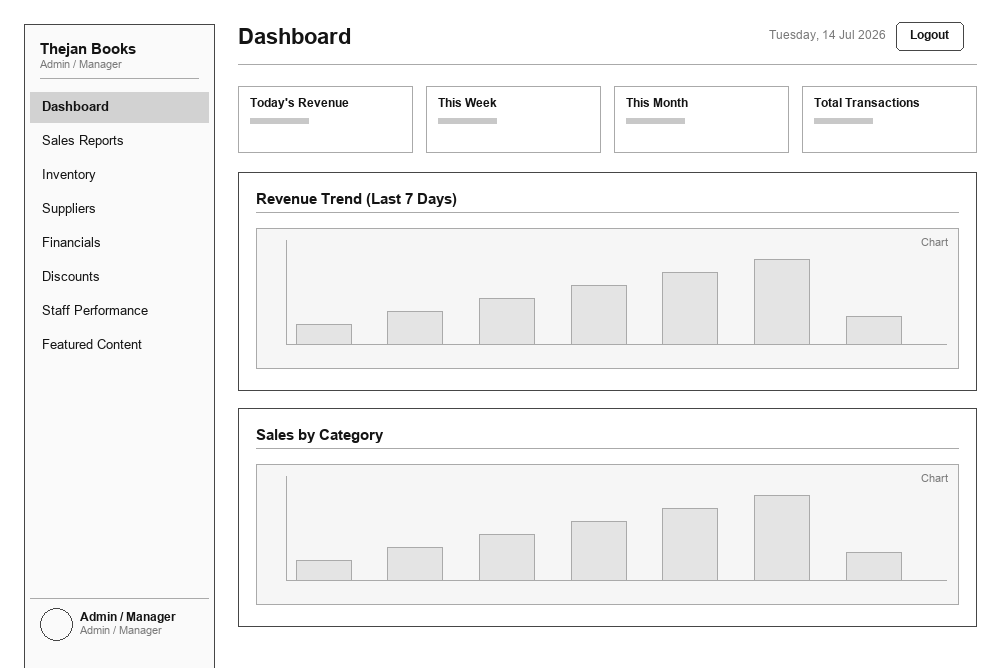 Thejan Books
Admin / Manager
Dashboard
Sales Reports
Inventory
Suppliers
Financials
Discounts
Staff Performance
Featured Content
Admin / Manager
Admin / Manager
Dashboard
Tuesday, 14 Jul 2026
Logout
Today's Revenue
This Week
This Month
Total Transactions
Revenue Trend (Last 7 Days)
Chart
Sales by Category
Chart